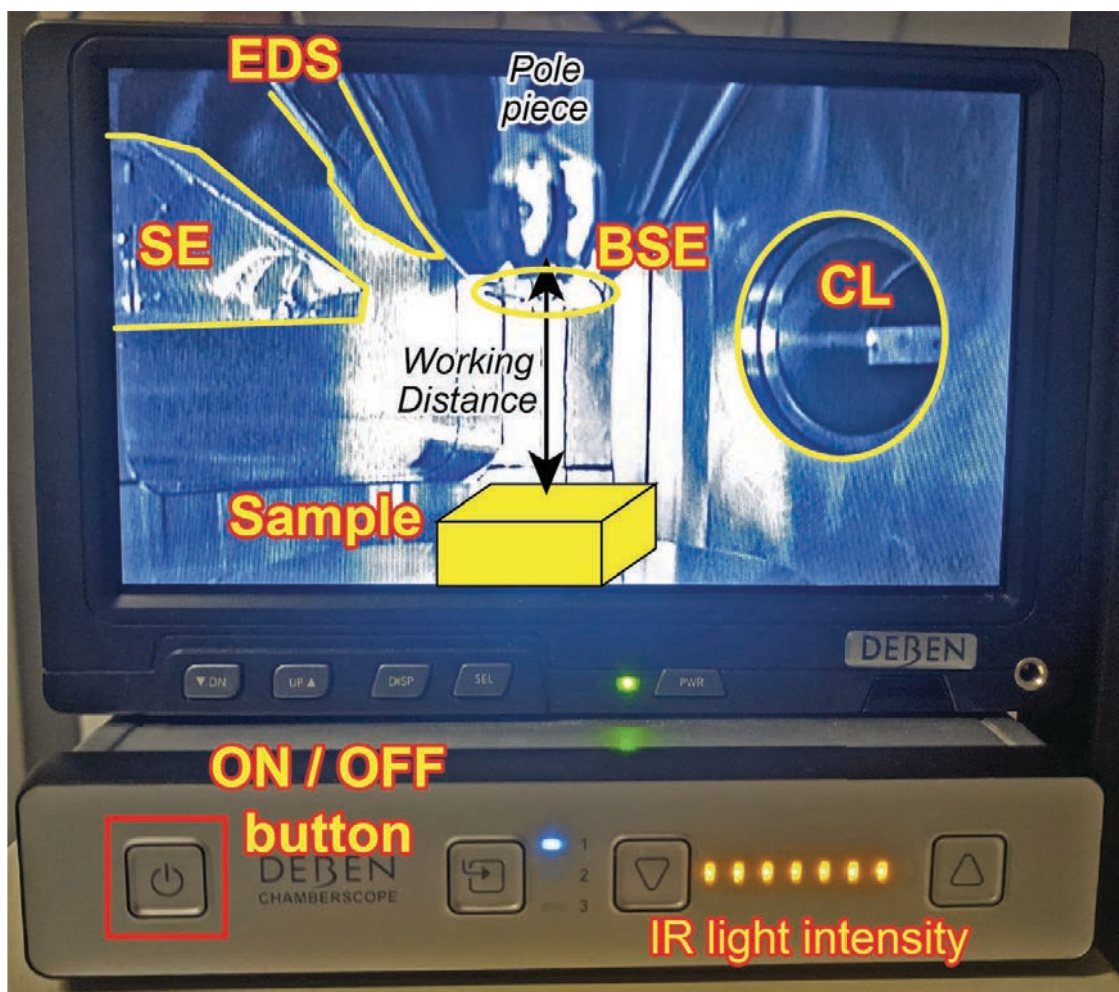 EDS
Pole
piece
SE
BSE
CL
Working
Distance
Sample
DEBEN
▼ DN
UP ▲
DISP
SEL
PWR
ON / OFF
button
DEBEN
CHAMBERSCOPE
1
2
3
IR light intensity